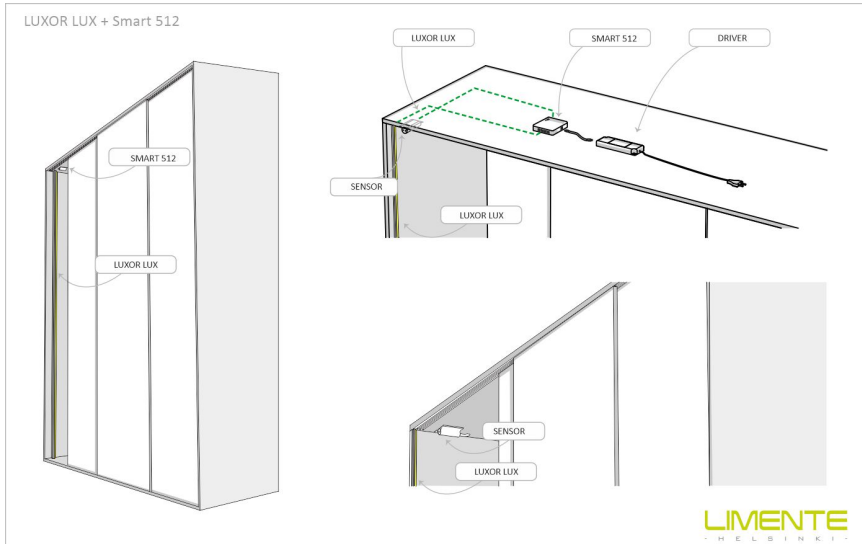 LUXOR LUX + Smart 512
SMART 512
LUXOR LUX
LUXOR LUX
SMART 512
DRIVER
SENSOR
LUXOR LUX
SENSOR
LUXOR LUX
LIMENTE
· HELSINKI ·